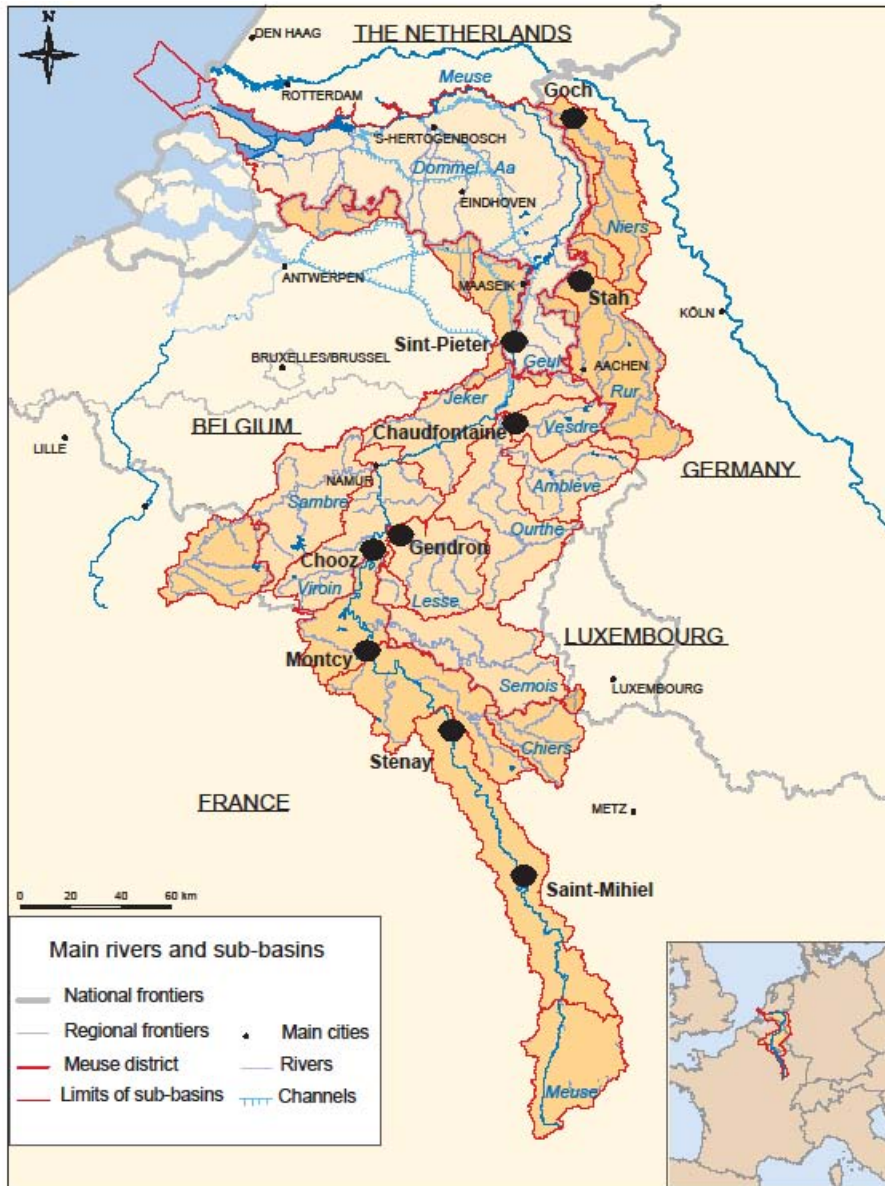 DEN HAAG
THE NETHERLANDS
Meuse
Goch
ROTTERDAM
'S-HERTOGENBOSCH
Dommel Aa
EINDHOVEN
Niers
ANTWERPEN
MAASEIK
Stah
KÖLN
Sint-Pieter
BRUXELLES/BRUSSEL
Geul
AACHEN
Jeker
Rur
BELGIUM
Chaudfontaine
Vesdre
LILLE
GERMANY
NAMUR
Amblève
Sambre
Ourthe
Gendron
Chooz
Viroin
Lesse
LUXEMBOURG
Montcy
Semois
LUXEMBOURG
Chiers
Stenay
FRANCE
METZ
Saint-Mihiel
0 20 40 60 km
Main rivers and sub-basins
National frontiers
Regional frontiers
Main cities
Meuse district
Rivers
Limits of sub-basins
Channels
Meuse